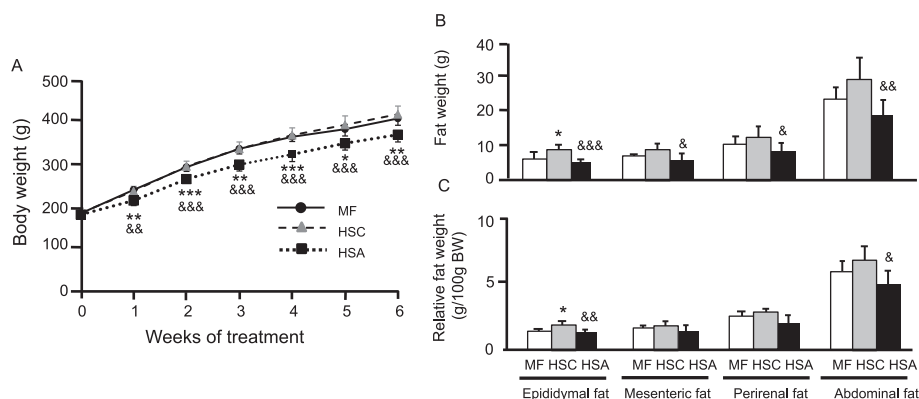 A
Body weight (g)
500
400
300
200
100
0
** && *** &&& ** &&& *** &&& * &&& ** &&&
MF
HSC
HSA
0 1 2 3 4 5 6
Weeks of treatment
B
Fat weight (g)
40
30
20
10
0
* &&& & & &&
C
Relative fat weight
(g/100g BW)
10
5
0
* && &
MF HSC HSA MF HSC HSA MF HSC HSA MF HSC HSA
Epididymal fat Mesenteric fat Perirenal fat Abdominal fat